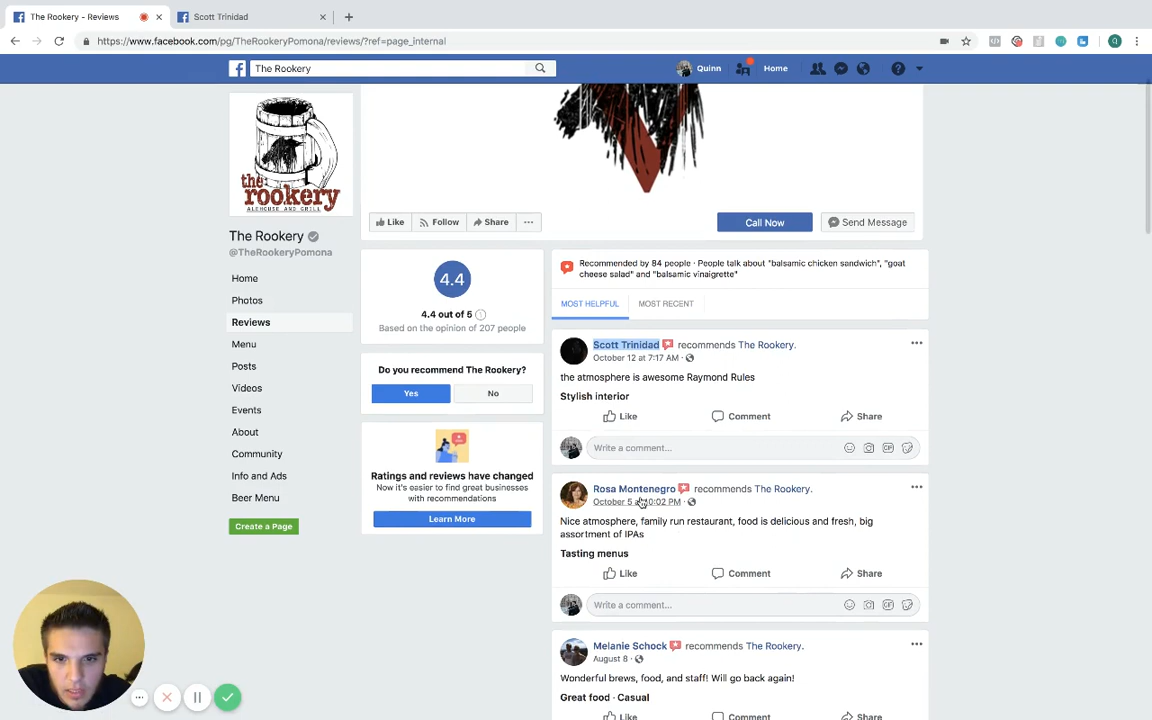 The Rookery - Reviews
Scott Trinidad
https://www.facebook.com/pg/TheRookeryPomona/reviews/?ref=page_internal
The Rookery
Quinn
Home
the
rookery
ALEHOUSE AND GRILL
The Rookery
@TheRookeryPomona
Home
Photos
Reviews
Menu
Posts
Videos
Events
About
Community
Info and Ads
Beer Menu
Create a Page
Like
Follow
Share
Call Now
Send Message
4.4
4.4 out of 5
Based on the opinion of 207 people
Do you recommend The Rookery?
Yes
No
Ratings and reviews have changed
Now it's easier to find great businesses
with recommendations
Learn More
Recommended by 84 people · People talk about "balsamic chicken sandwich", "goat
cheese salad" and "balsamic vinaigrette"
MOST HELPFUL
MOST RECENT
Scott Trinidad recommends The Rookery.
October 12 at 7:17 AM ·
the atmosphere is awesome Raymond Rules
Stylish interior
Like
Comment
Share
Write a comment...
Rosa Montenegro recommends The Rookery.
October 5 at 10:02 PM ·
Nice atmosphere, family run restaurant, food is delicious and fresh, big
assortment of IPAs
Tasting menus
Like
Comment
Share
Write a comment...
Melanie Schock recommends The Rookery.
August 8 ·
Wonderful brews, food, and staff! Will go back again!
Great food · Casual
Like
Comment
Share